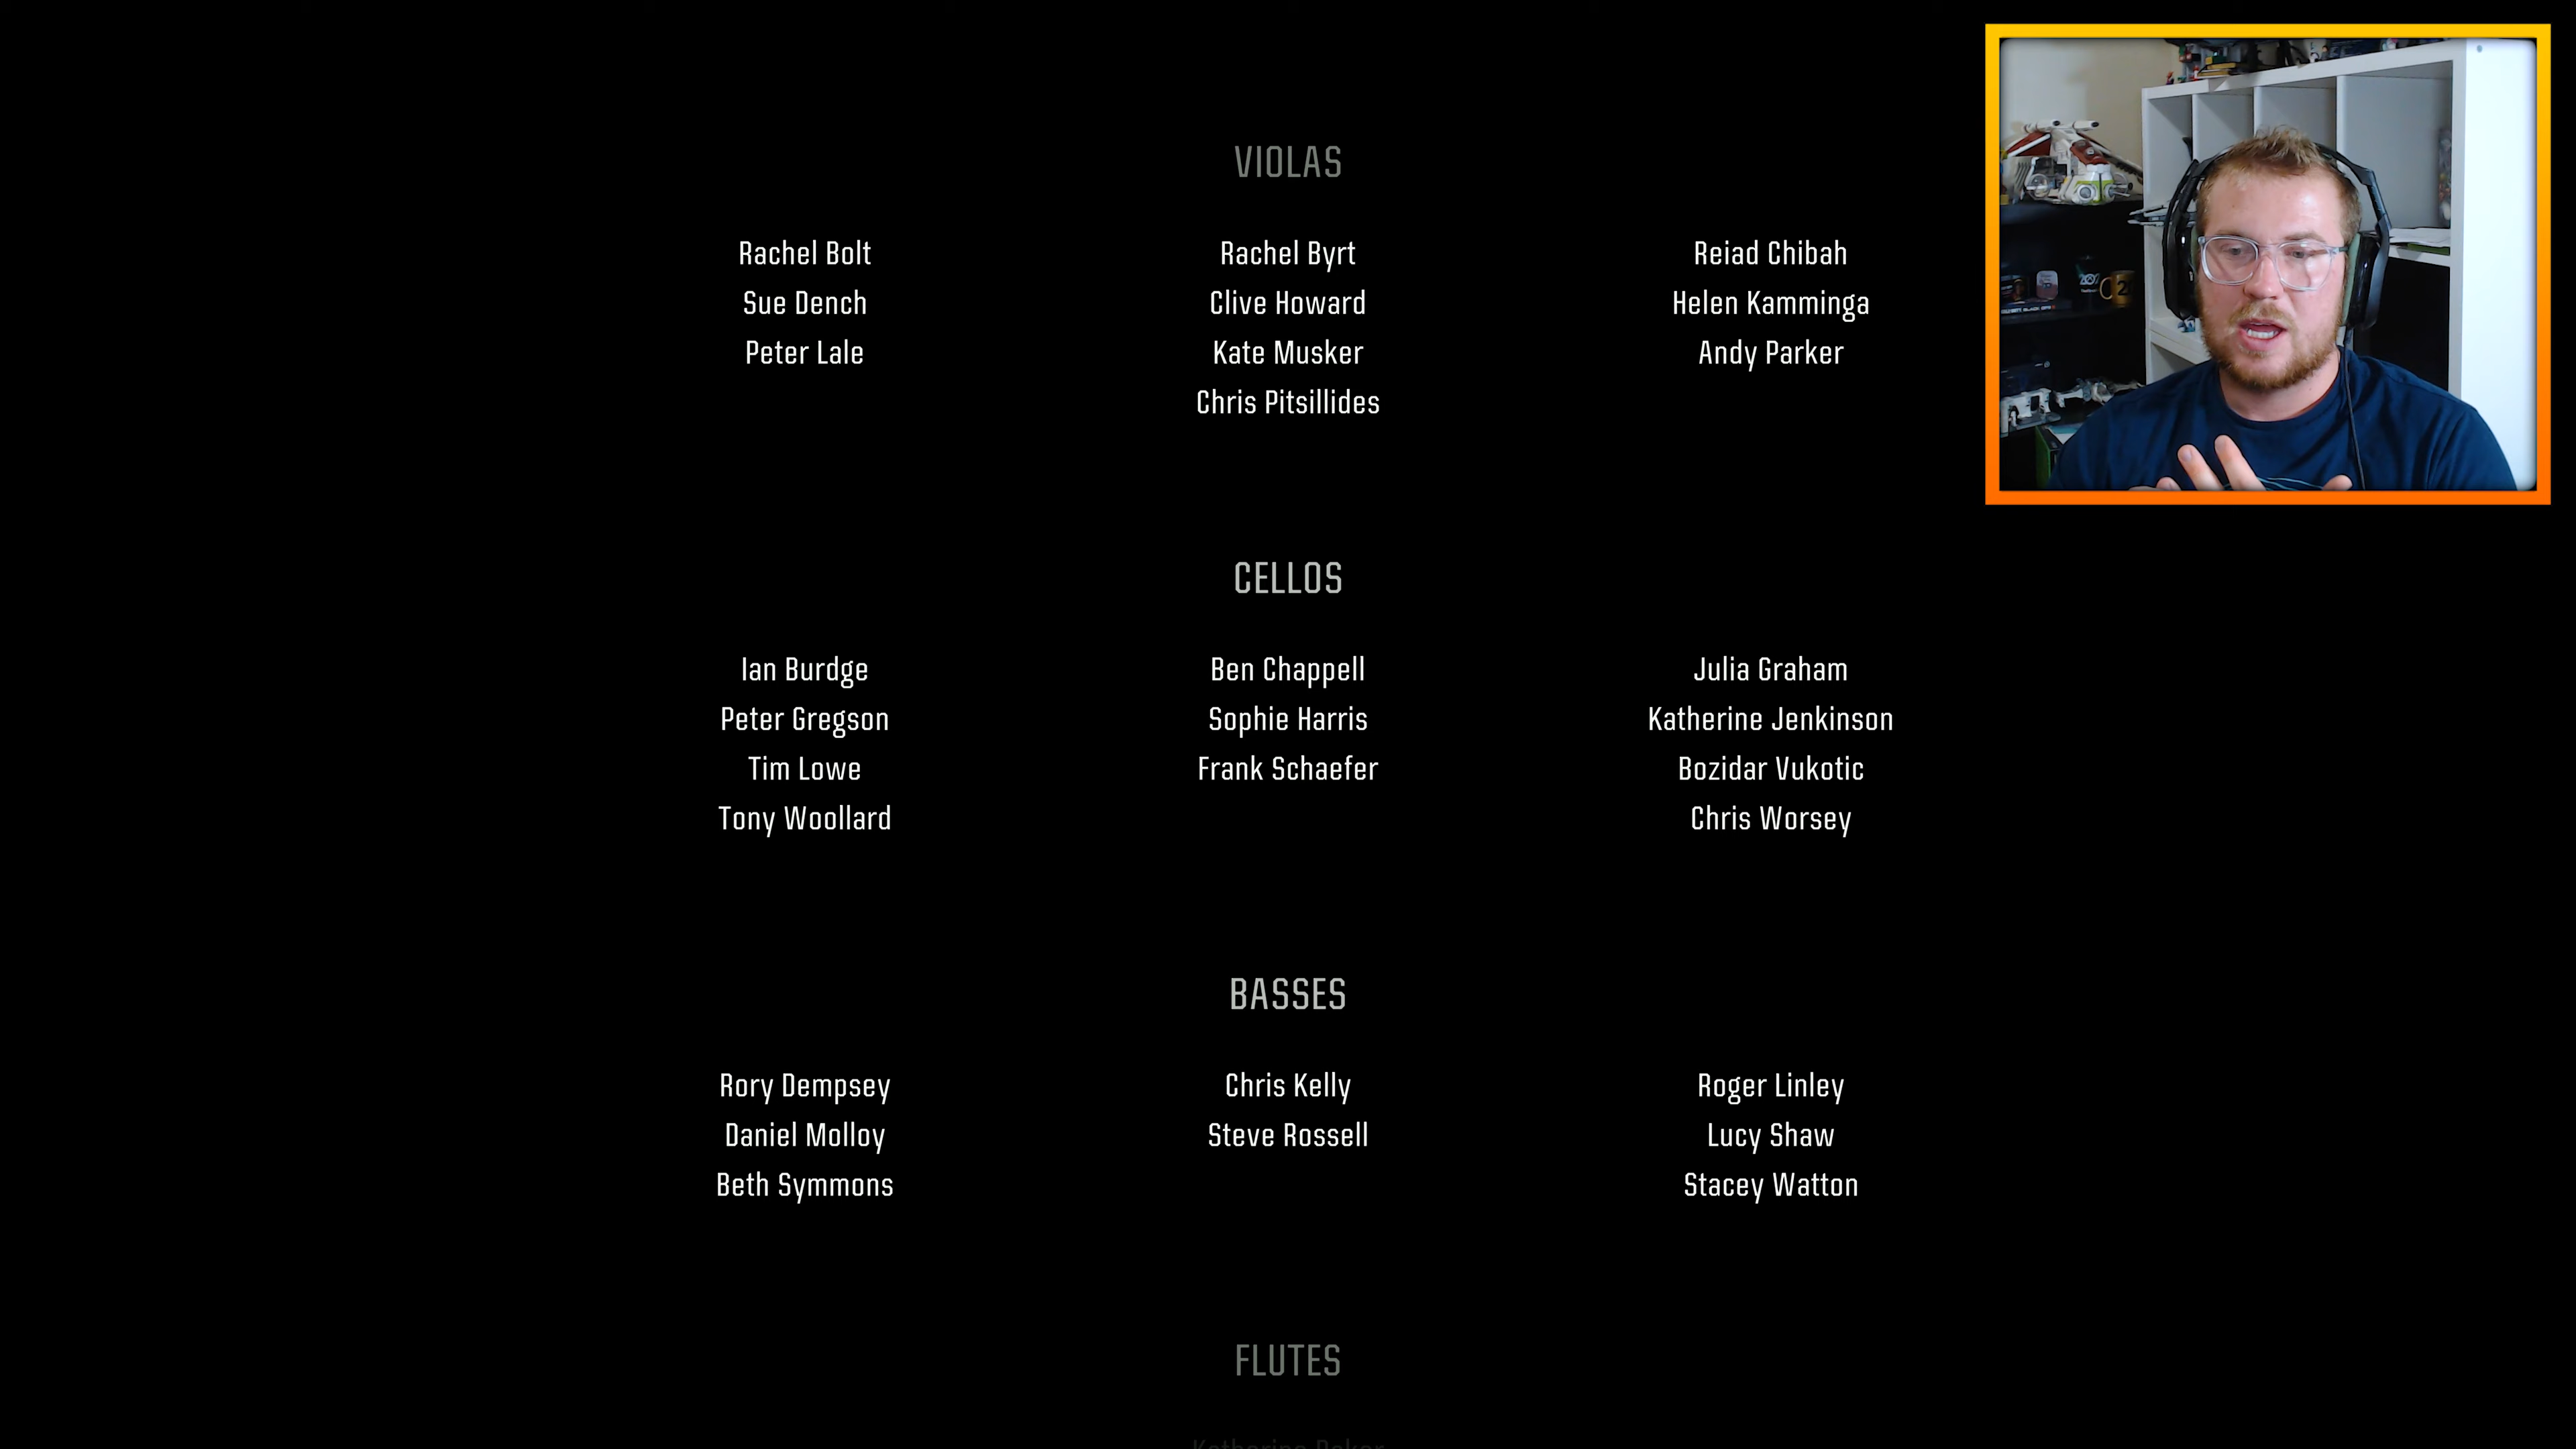 VIOLAS
Rachel Bolt Rachel Byrt Reiad Chibah
Sue Dench Clive Howard Helen Kamminga
Peter Lale Kate Musker Andy Parker
Chris Pitsillides
CELLOS
Ian Burdge Ben Chappell Julia Graham
Peter Gregson Sophie Harris Katherine Jenkinson
Tim Lowe Frank Schaefer Bozidar Vukotic
Tony Woollard Chris Worsey
BASSES
Rory Dempsey Chris Kelly Roger Linley
Daniel Molloy Steve Rossell Lucy Shaw
Beth Symmons Stacey Watton
FLUTES